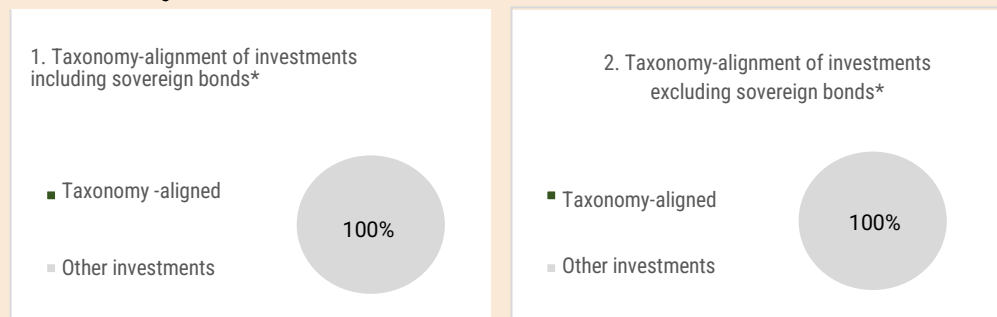 1. Taxonomy-alignment of investments
including sovereign bonds*
Taxonomy -aligned
100%
Other investments
2. Taxonomy-alignment of investments
excluding sovereign bonds*
Taxonomy-aligned
100%
Other investments